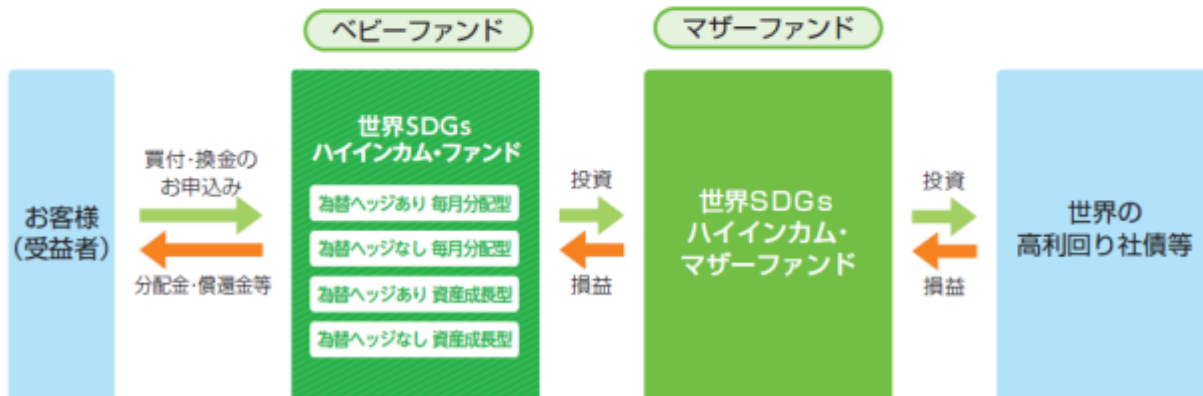 ベビーファンド
マザーファンド
お客様
(受益者)
買付・換金の
お申込み
分配金・償還金等
世界SDGs
ハイインカム・ファンド
為替ヘッジあり 毎月分配型
為替ヘッジなし 毎月分配型
為替ヘッジあり 資産成長型
為替ヘッジなし 資産成長型
投資
損益
世界SDGs
ハイインカム・
マザーファンド
投資
損益
世界の
高利回り社債等